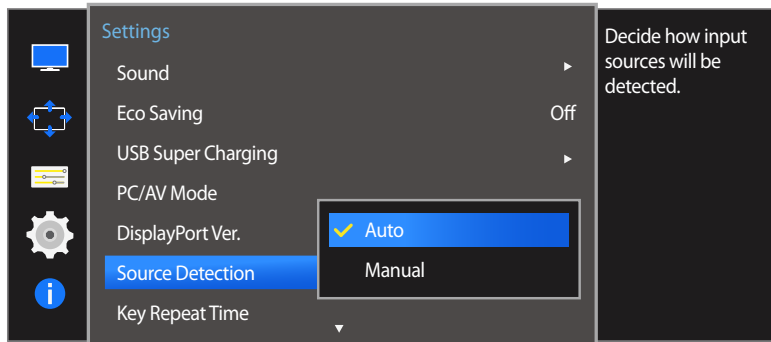 Settings
Sound
Eco Saving Off
USB Super Charging
PC/AV Mode
DisplayPort Ver.
Source Detection
Key Repeat Time
Auto
Manual
Decide how input
sources will be
detected.